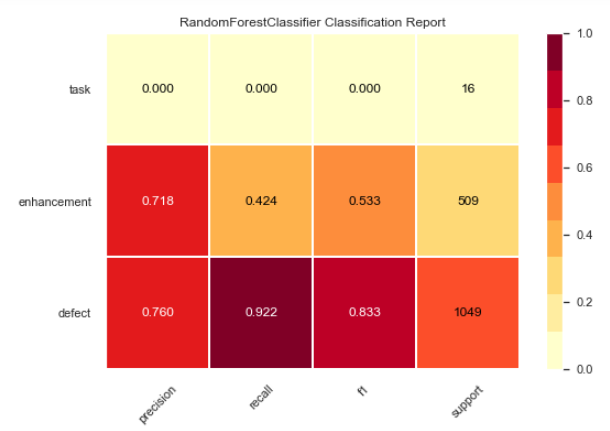 RandomForestClassifier Classification Report
task
0.000 0.000 0.000 16
enhancement
0.718 0.424 0.533 509
defect
0.760 0.922 0.833 1049
precision
recall
f1
support
1.0
0.8
0.6
0.4
0.2
0.0